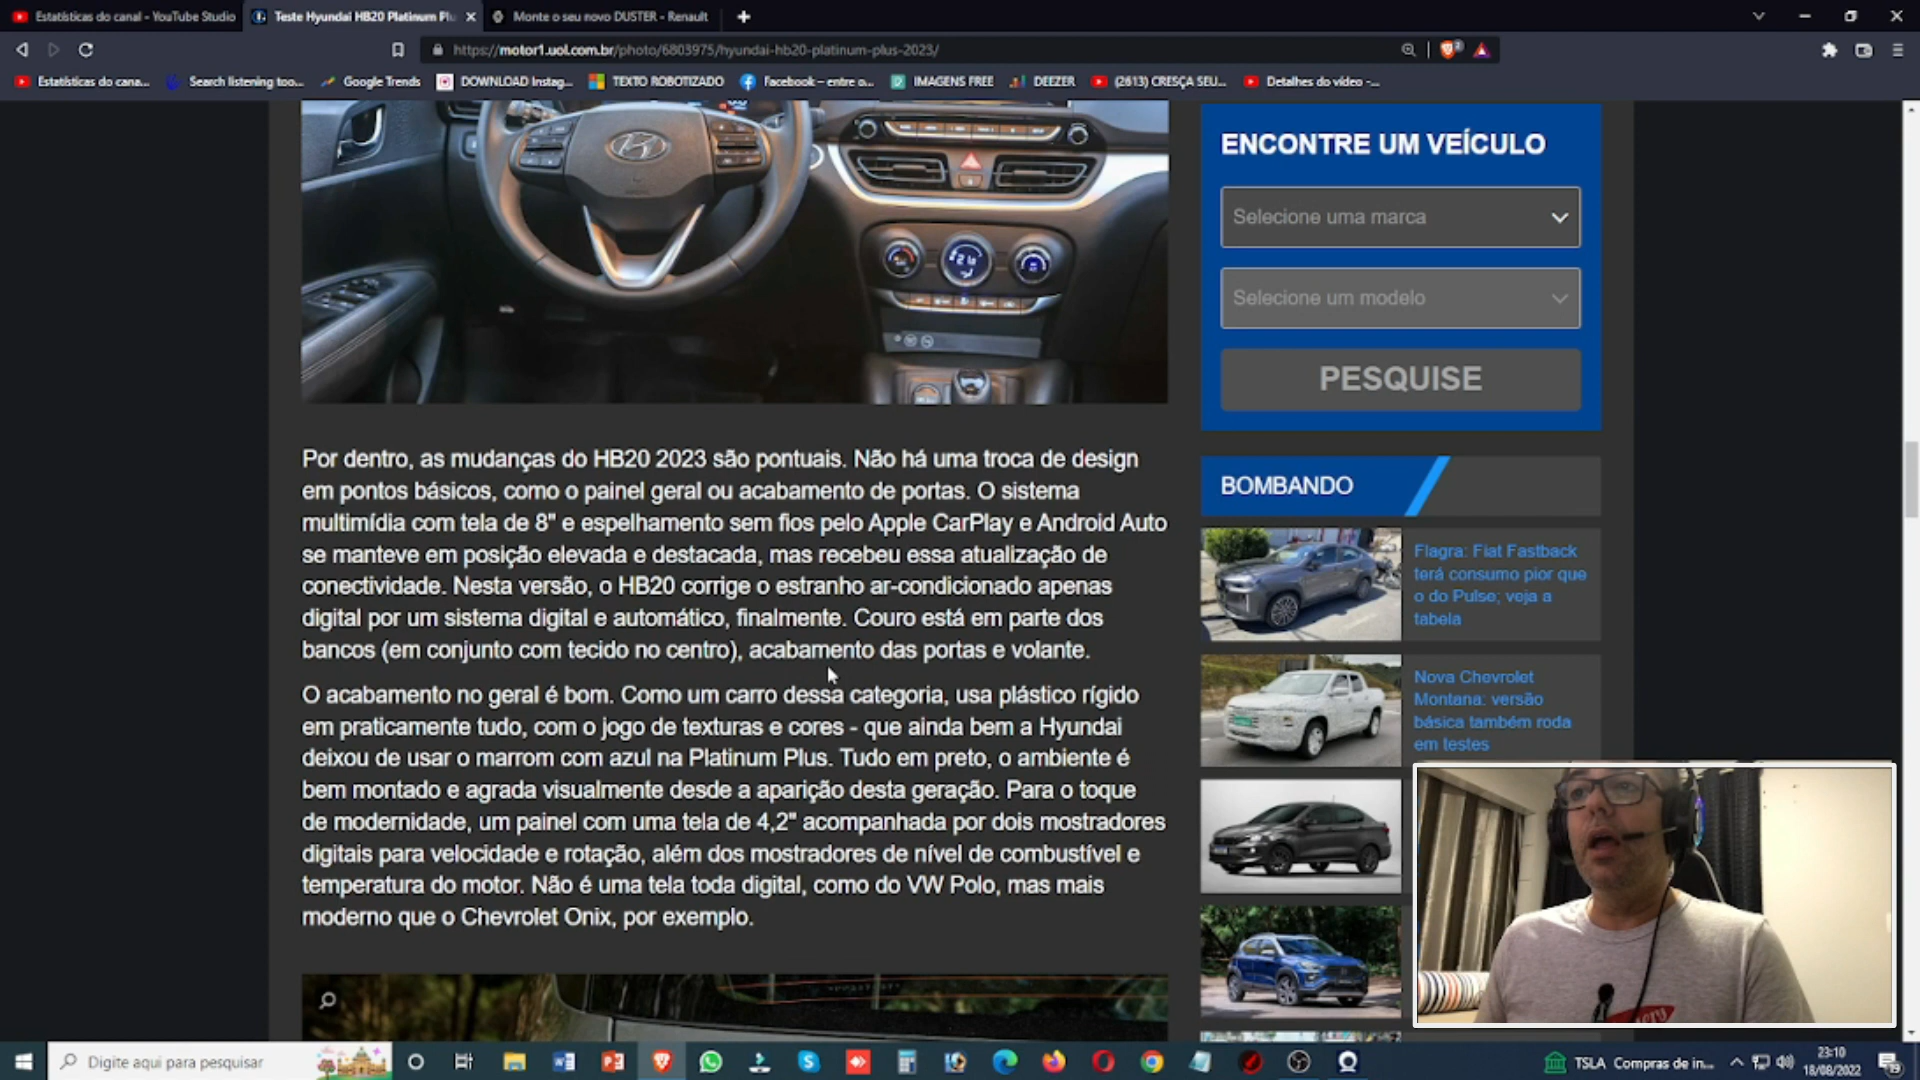 Estatísticas do canal - YouTube Studio
Teste Hyundai HB20 Platinum Pl
Monte o seu novo DUSTER - Renault
https://motor1.uol.com.br/photo/6803975/hyundai-hb20-platinum-plus-2023/
Estatísticas do cana...
Search listening too...
Google Trends
DOWNLOAD Instag...
TEXTO ROBOTIZADO
Facebook – entre o...
IMAGENS FREE
DEEZER
(2613) CRESÇA SEU...
Detalhes do vídeo -...
ENCONTRE UM VEÍCULO
Selecione uma marca
Selecione um modelo
PESQUISE
Por dentro, as mudanças do HB20 2023 são pontuais. Não há uma troca de design
em pontos básicos, como o painel geral ou acabamento de portas. O sistema
multimídia com tela de 8" e espelhamento sem fios pelo Apple CarPlay e Android Auto
se manteve em posição elevada e destacada, mas recebeu essa atualização de
conectividade. Nesta versão, o HB20 corrige o estranho ar-condicionado apenas
digital por um sistema digital e automático, finalmente. Couro está em parte dos
bancos (em conjunto com tecido no centro), acabamento das portas e volante.
O acabamento no geral é bom. Como um carro dessa categoria, usa plástico rígido
em praticamente tudo, com o jogo de texturas e cores - que ainda bem a Hyundai
deixou de usar o marrom com azul na Platinum Plus. Tudo em preto, o ambiente é
bem montado e agrada visualmente desde a aparição desta geração. Para o toque
de modernidade, um painel com uma tela de 4,2" acompanhada por dois mostradores
digitais para velocidade e rotação, além dos mostradores de nível de combustível e
temperatura do motor. Não é uma tela toda digital, como do VW Polo, mas mais
moderno que o Chevrolet Onix, por exemplo.
BOMBANDO
Flagra: Fiat Fastback
terá consumo pior que
o do Pulse; veja a
tabela
Nova Chevrolet
Montana: versão
básica também roda
em testes
Digite aqui para pesquisar
TSLA Compras de in...
23:10
18/08/2022